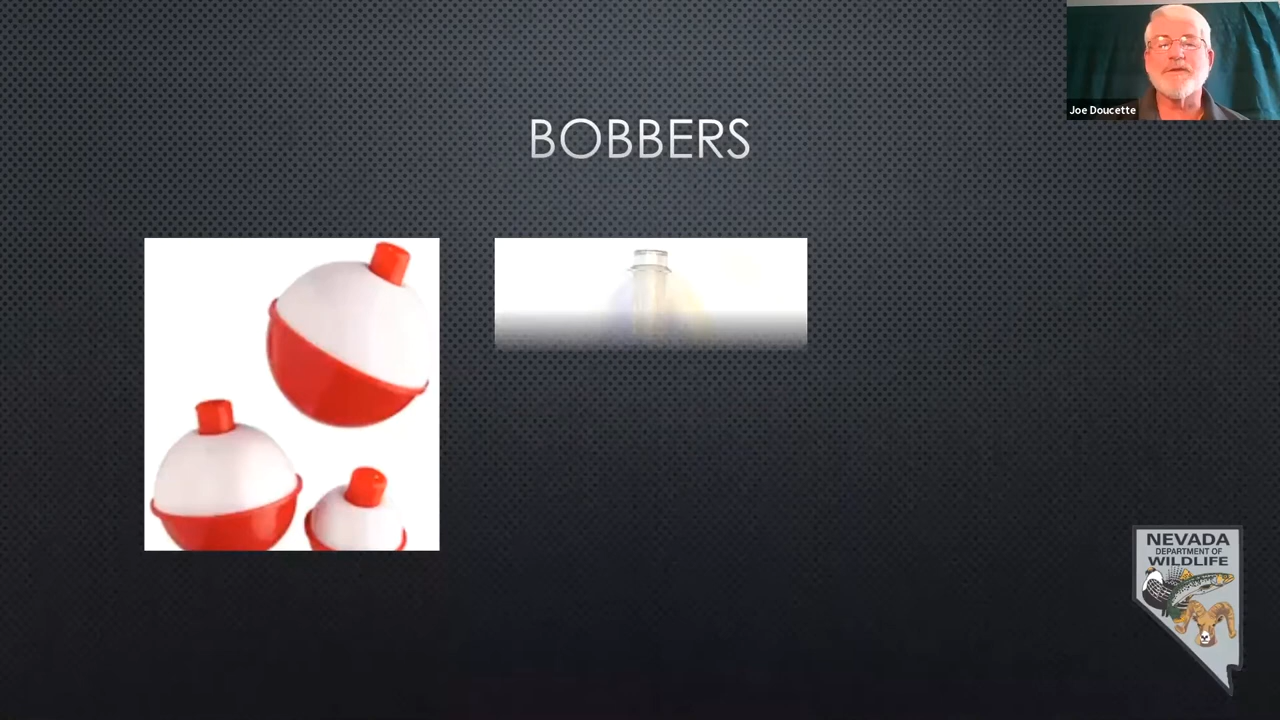 Joe Doucette
BOBBERS
NEVADA
DEPARTMENT OF
WILDLIFE